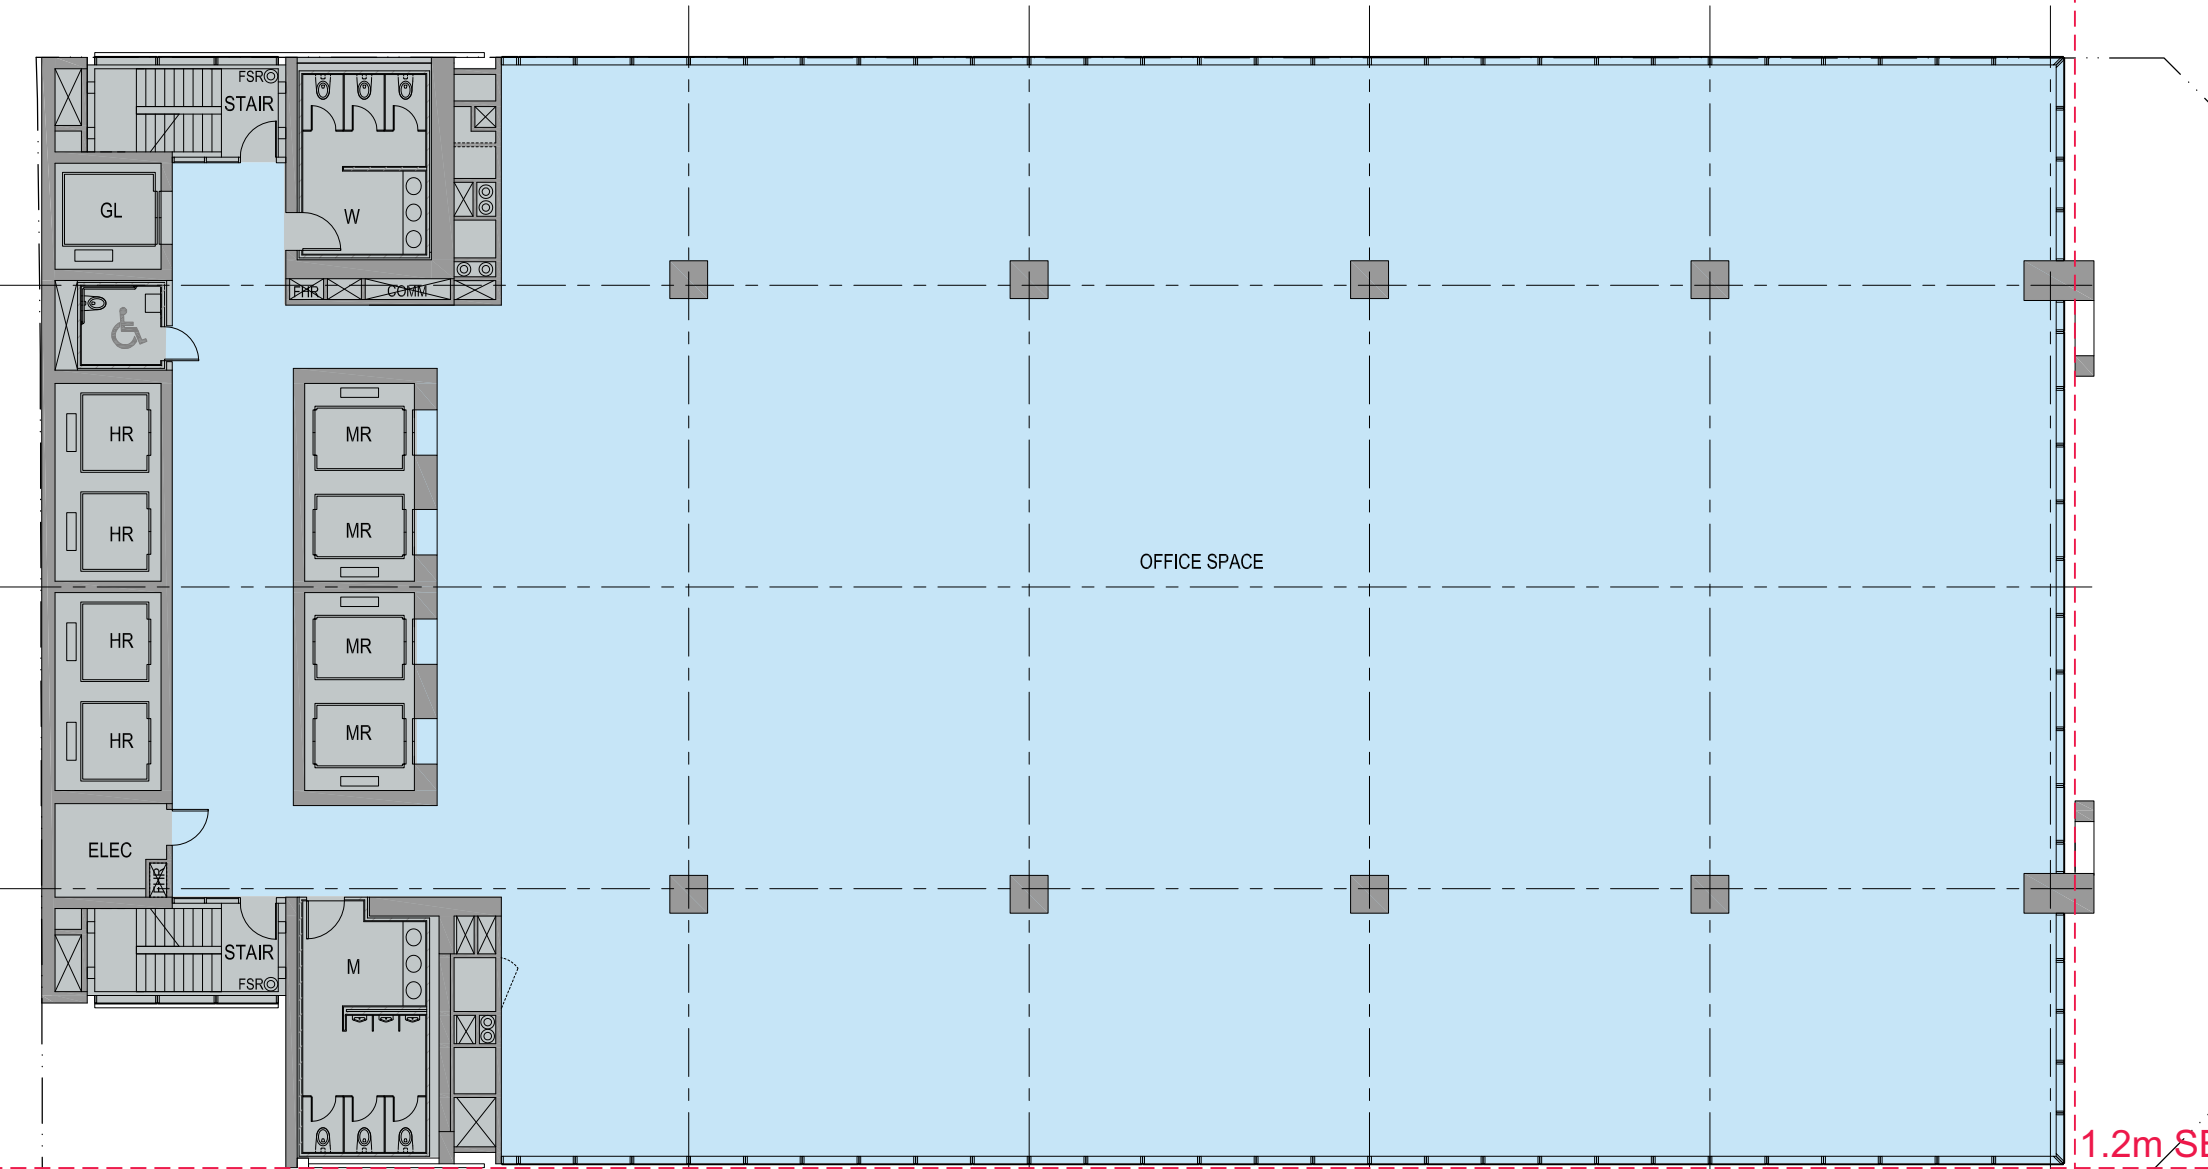 FSR
STAIR
GL
W
FHR
COMM
HR
MR
HR
MR
OFFICE SPACE
HR
MR
HR
MR
ELEC
FHR
STAIR
FSR
M
1.2m